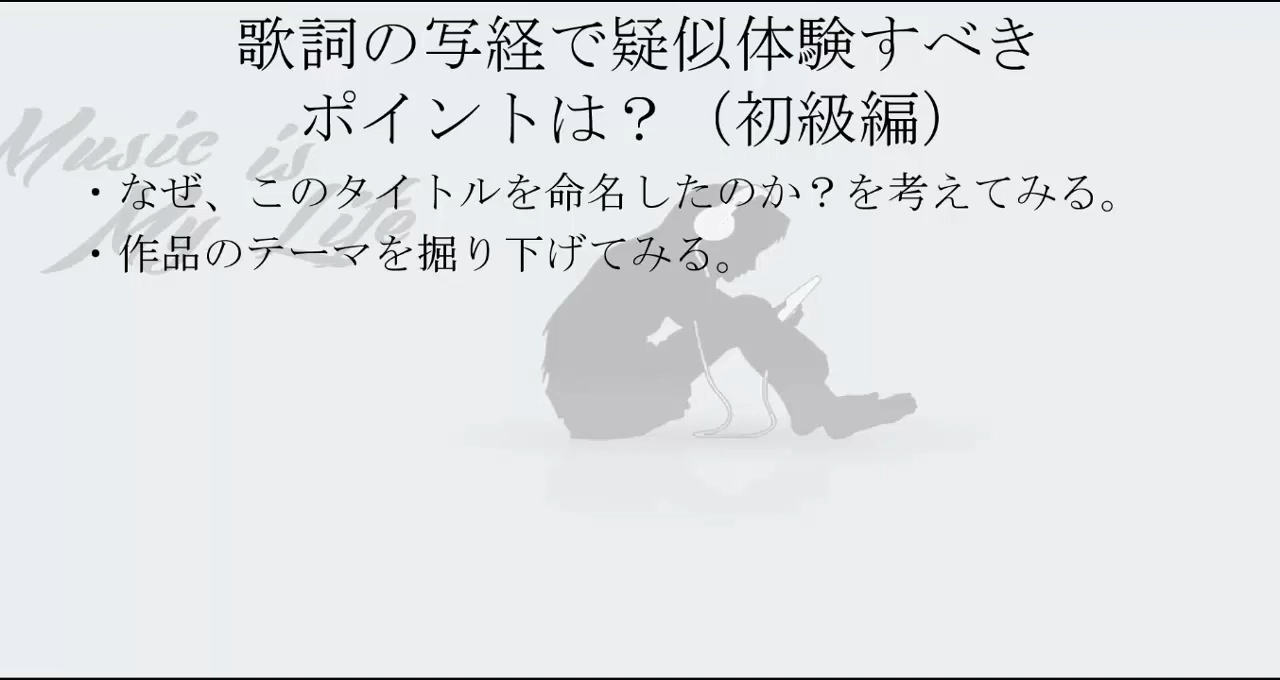 歌詞の写経で疑似体験すべき
ポイントは？（初級編）
Music is
My Life
・なぜ、このタイトルを命名したのか？を考えてみる。
・作品のテーマを掘り下げてみる。